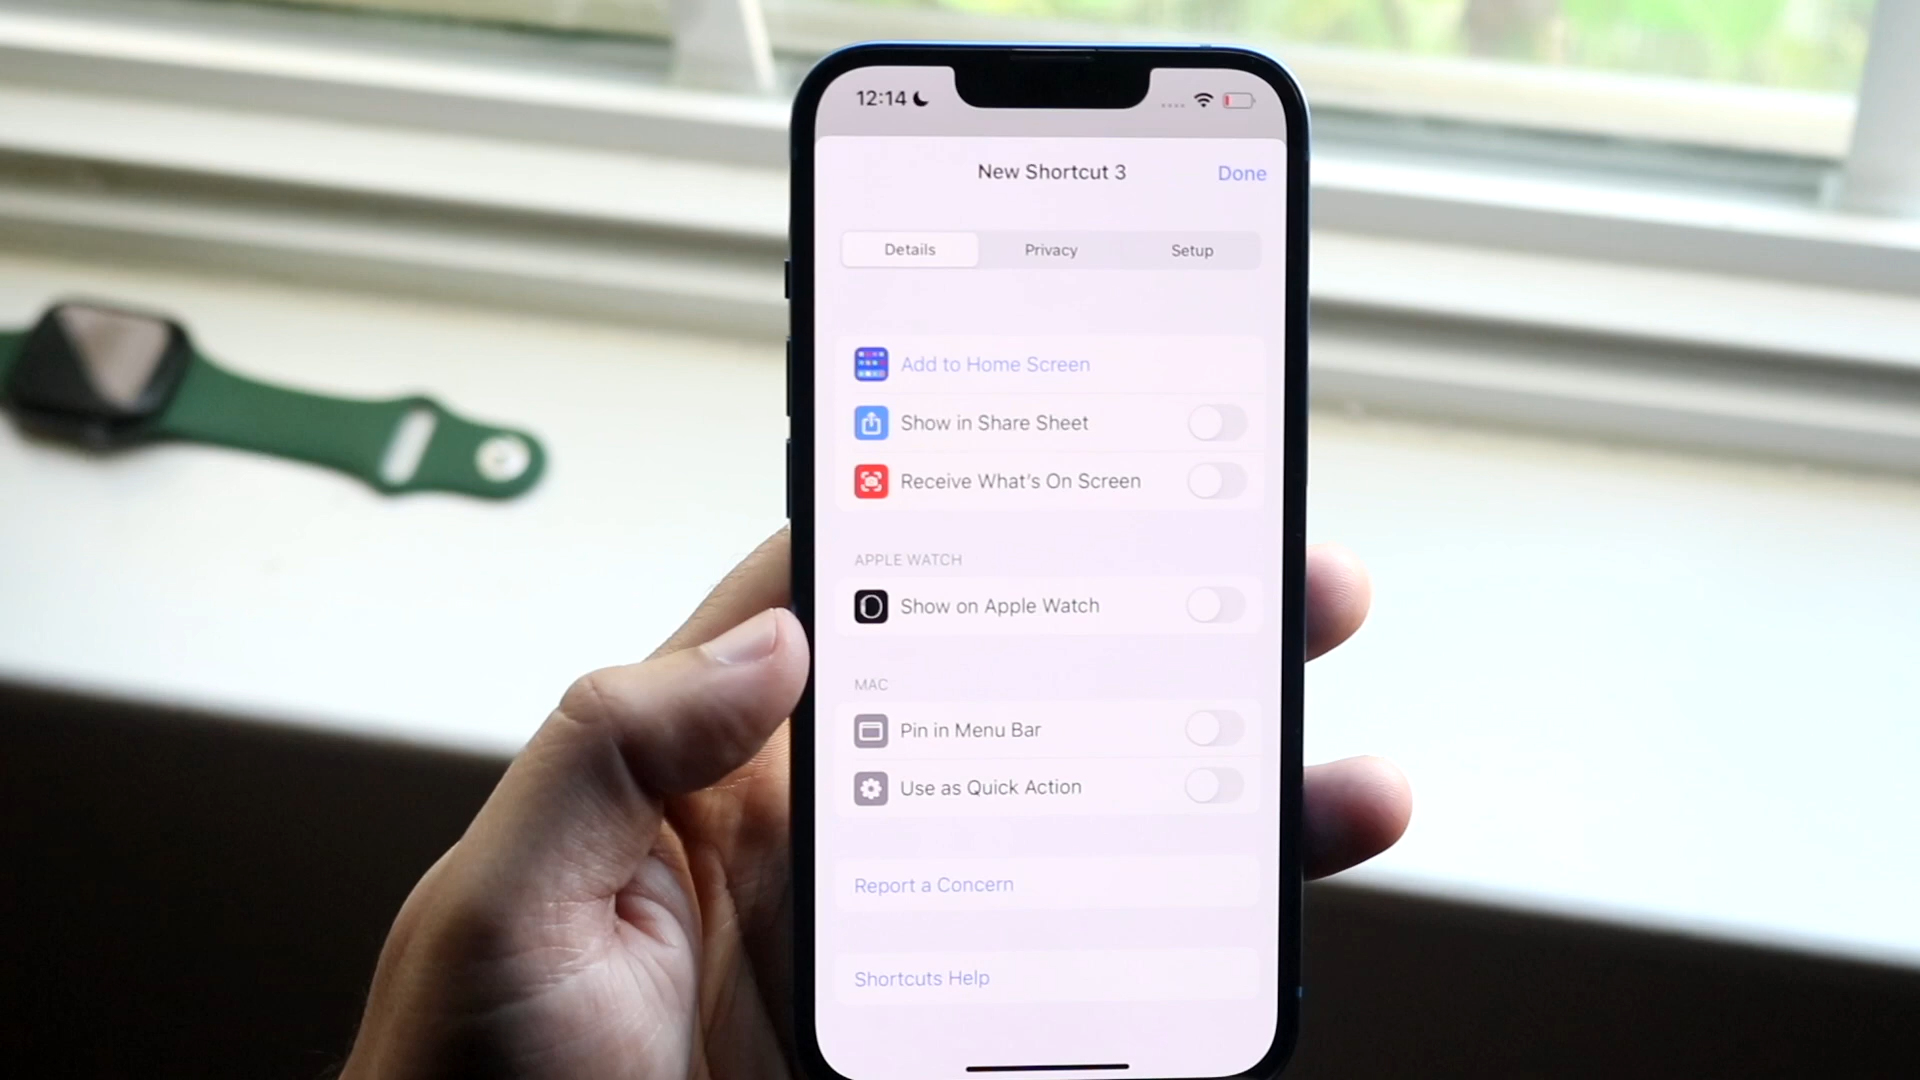 12:14
New Shortcut 3
Done
Details
Privacy
Setup
Add to Home Screen
Show in Share Sheet
Receive What's On Screen
APPLE WATCH
Show on Apple Watch
MAC
Pin in Menu Bar
Use as Quick Action
Report a Concern
Shortcuts Help